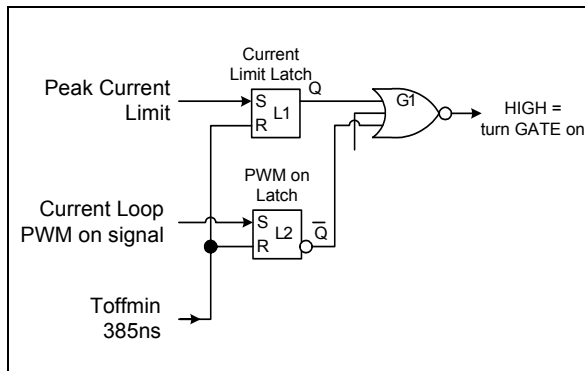 Current
Limit Latch
Peak Current
Limit
S
L1
R
Q
G1
HIGH =
turn GATE on
PWM on
Latch
Current Loop
PWM on signal
S
L2
R
Q
Toffmin
385ns